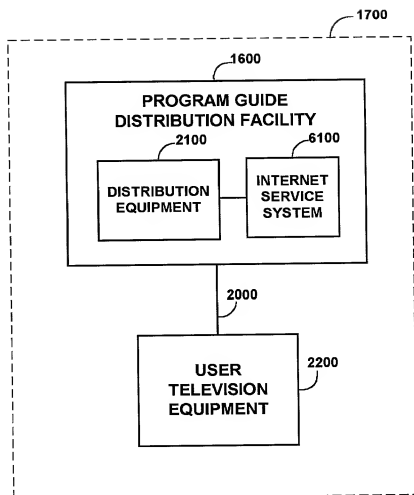 1700
1600
PROGRAM GUIDE
DISTRIBUTION FACILITY
2100
6100
DISTRIBUTION
EQUIPMENT
INTERNET
SERVICE
SYSTEM
2000
USER
TELEVISION
EQUIPMENT
2200